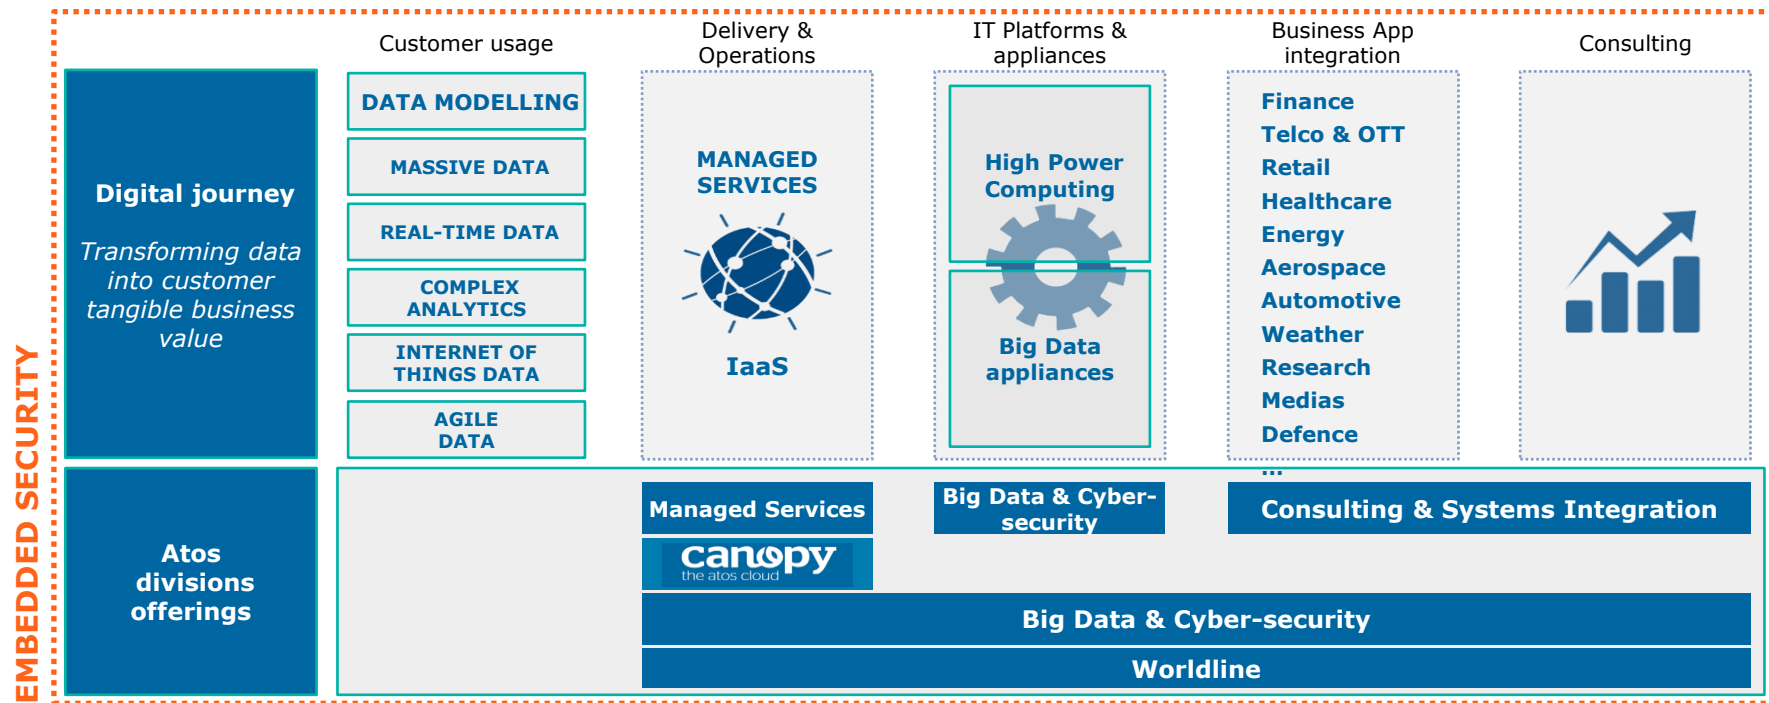 Customer usage
Delivery &
Operations
IT Platforms &
appliances
Business App
integration
Consulting
EMBEDDED SECURITY
Digital journey
Transforming data
into customer
tangible business
value
DATA MODELLING
MASSIVE DATA
REAL-TIME DATA
COMPLEX
ANALYTICS
INTERNET OF
THINGS DATA
AGILE
DATA
MANAGED
SERVICES
IaaS
High Power
Computing
Big Data
appliances
Finance
Telco & OTT
Retail
Healthcare
Energy
Aerospace
Automotive
Weather
Research
Medias
Defence
...
Atos
divisions
offerings
Managed Services
Big Data & Cyber-
security
Consulting & Systems Integration
canopy
the atos cloud
Big Data & Cyber-security
Worldline